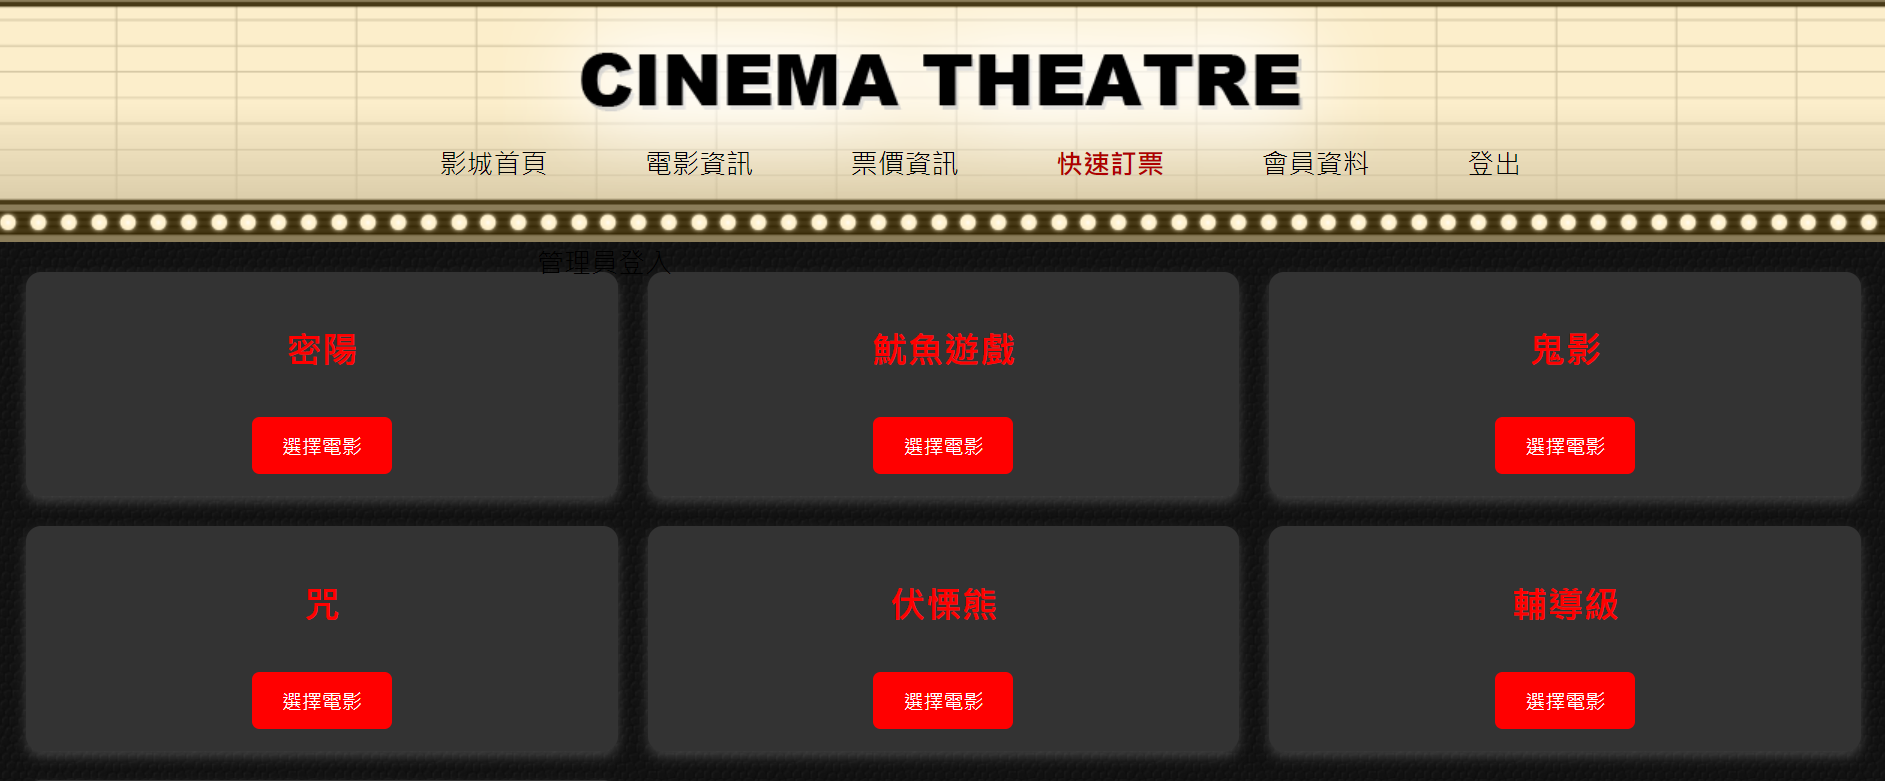 CINEMA THEATRE
影城首頁 電影資訊 票價資訊 快速訂票 會員資料 登出
管理員登入
密陽 魷魚遊戲 鬼影
選擇電影 選擇電影 選擇電影
咒 伏慄熊 輔導級
選擇電影 選擇電影 選擇電影